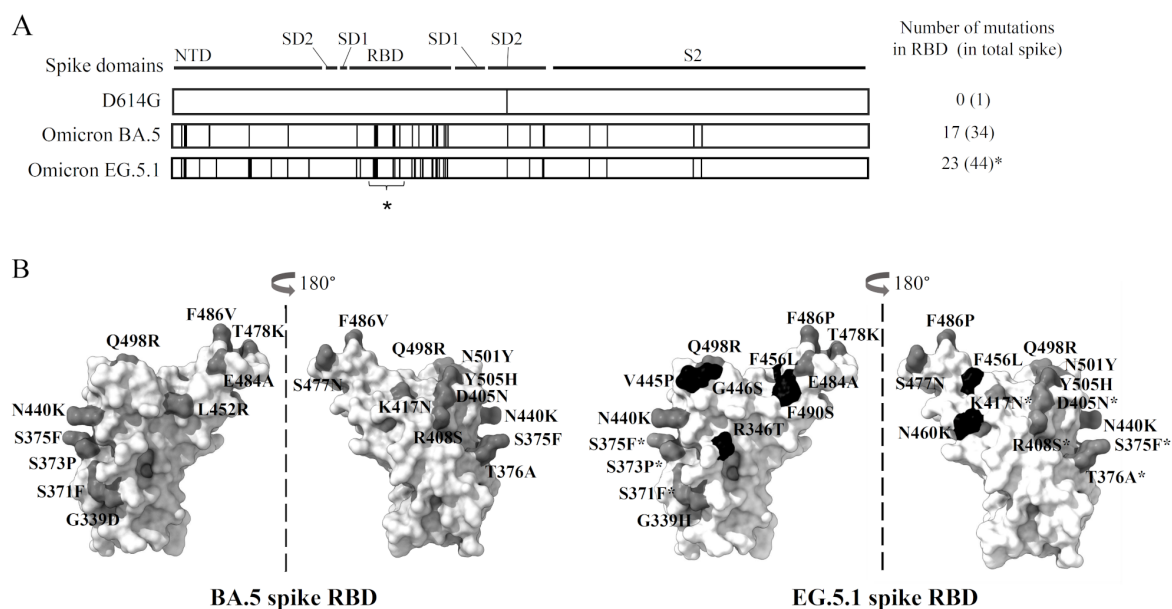 A
Number of mutations
in RBD (in total spike)
SD2
SD1
SD1
SD2
NTD
RBD
S2
Spike domains
D614G
0 (1)
Omicron BA.5
17 (34)
Omicron EG.5.1
23 (44)*
*
B
180°
180°
F486V
T478K
Q498R
E484A
L452R
N440K
S375F
S373P
S371F
G339D
F486V
Q498R
N501Y
Y505H
S477N
D405N
K417N
N440K
R408S
S375F
T376A
BA.5 spike RBD
F486P
T478K
Q498R
F456L
V445P
G446S
E484A
N440K
F490S
R346T
S375F*
S373P*
S371F*
G339H
F486P
F456L
Q498R
N501Y
S477N
Y505H
K417N*
D405N*
N460K
N440K
R408S*
S375F*
T376A*
EG.5.1 spike RBD